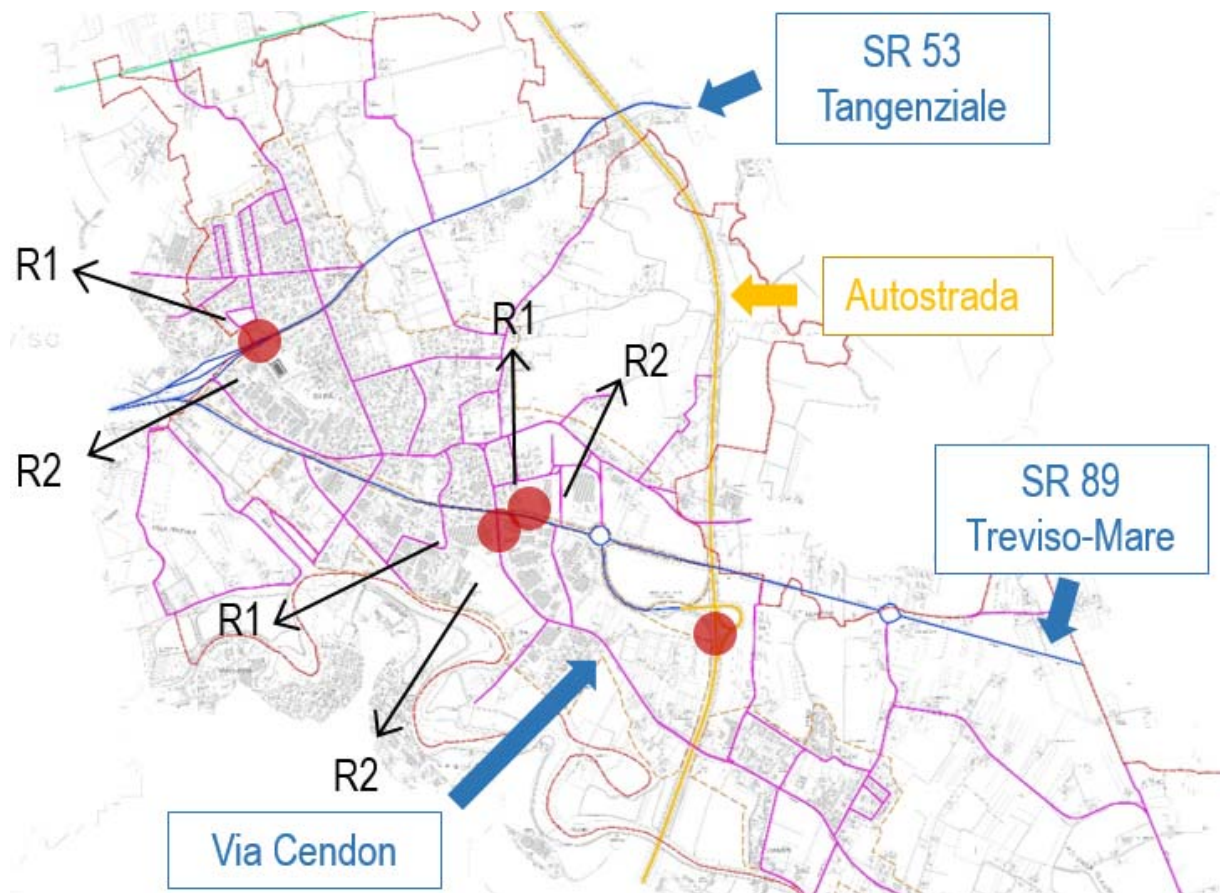 SR 53
Tangenziale
R1
Autostrada
R1
R2
R2
SR 89
Treviso-Mare
R1
R2
Via Cendon